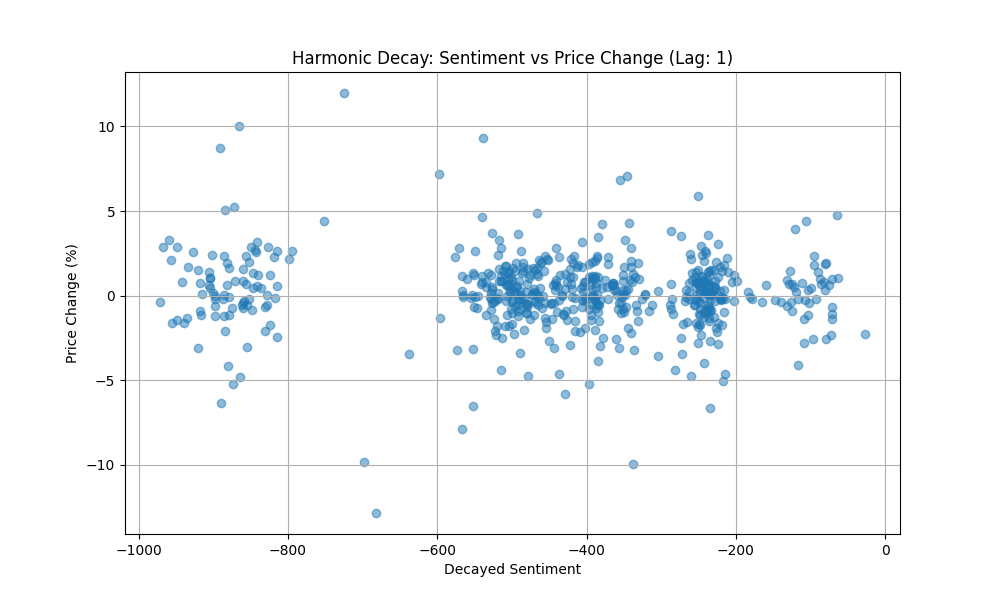 Harmonic Decay: Sentiment vs Price Change (Lag: 1)
Price Change (%)
10
5
0
−5
−10
−1000 −800 −600 −400 −200 0
Decayed Sentiment